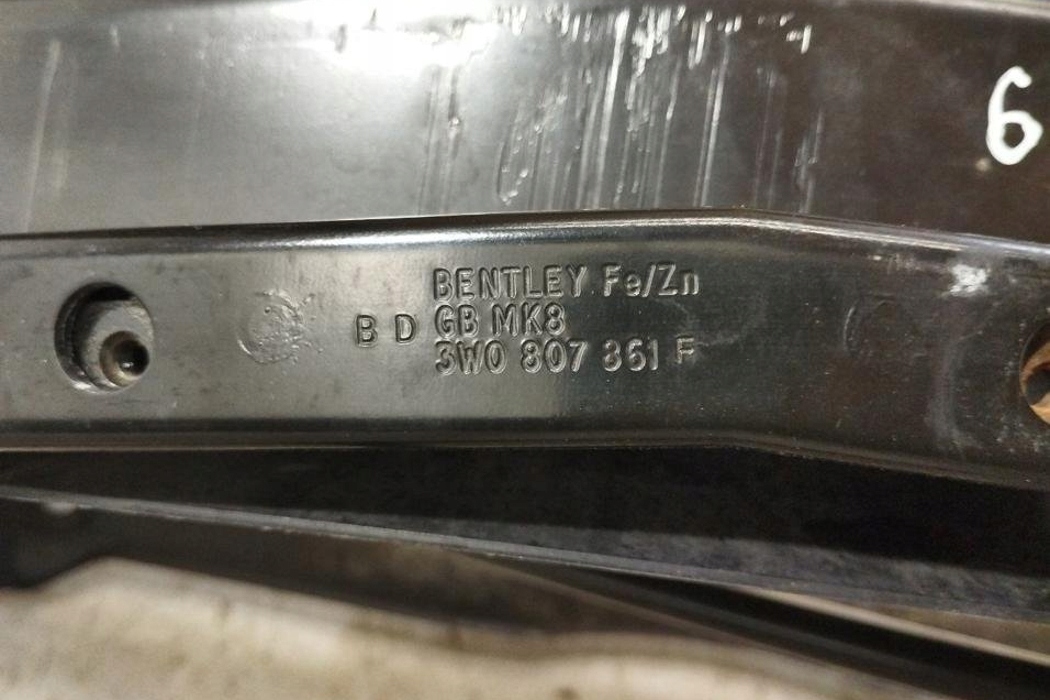 6
BENTLEY Fe/Zn
B D GB MK8
3W0 807 361 F